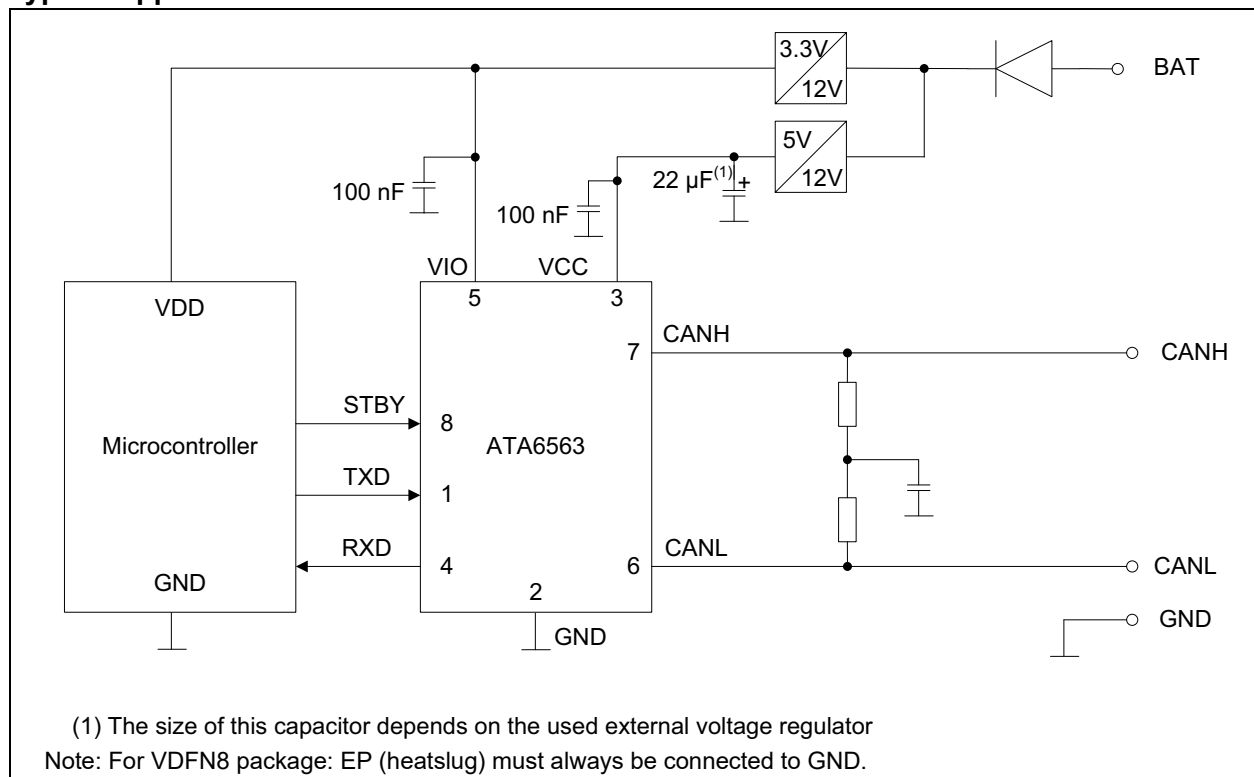 3.3V
12V
BAT
5V
12V
100 nF
22 µF(1)
+
100 nF
VIO
VCC
5
3
VDD
CANH
7
CANH
STBY
8
Microcontroller
ATA6563
TXD
1
RXD
4
CANL
6
CANL
GND
2
GND
GND
(1) The size of this capacitor depends on the used external voltage regulator
Note: For VDFN8 package: EP (heatslug) must always be connected to GND.